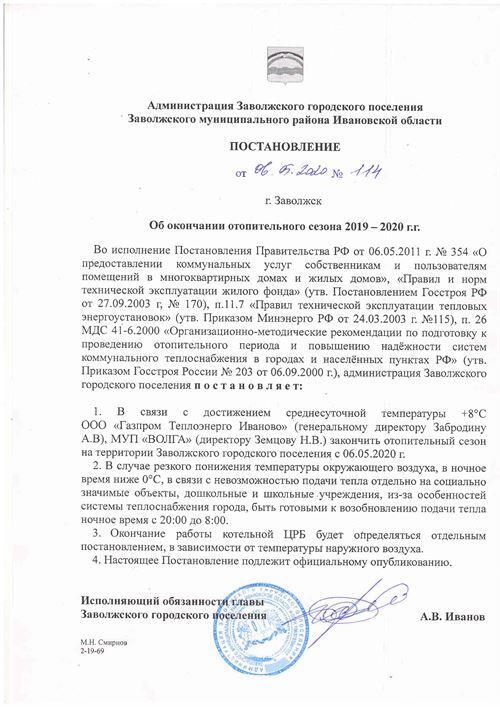 Администрация Заволжского городского поселения
Заволжского муниципального района Ивановской области
ПОСТАНОВЛЕНИЕ
от 06.05.2020 № 114
г. Заволжск
Об окончании отопительного сезона 2019 – 2020 г.г.
Во исполнение Постановления Правительства РФ от 06.05.2011 г. № 354 «О
предоставлении коммунальных услуг собственникам и пользователям
помещений в многоквартирных домах и жилых домов», «Правил и норм
технической эксплуатации жилого фонда» (утв. Постановлением Госстроя РФ
от 27.09.2003 г, № 170), п.11.7 «Правил технической эксплуатации тепловых
энергоустановок» (утв. Приказом Минэнерго РФ от 24.03.2003 г. №115), п. 26
МДС 41-6.2000 «Организационно-методические рекомендации по подготовку к
проведению отопительного периода и повышению надёжности систем
коммунального теплоснабжения в городах и населённых пунктах РФ» (утв.
Приказом Госстроя России № 203 от 06.09.2000 г.), администрация Заволжского
городского поселения п о с т а н о в л я е т:
1. В связи с достижением среднесуточной температуры +8°С
ООО «Газпром Теплоэнерго Иваново» (генеральному директору Забродину
А.В), МУП «ВОЛГА» (директору Земцову Н.В.) закончить отопительный сезон
на территории Заволжского городского поселения с 06.05.2020 г.
2. В случае резкого понижения температуры окружающего воздуха, в ночное
время ниже 0°С, в связи с невозможностью подачи тепла отдельно на социально
значимые объекты, дошкольные и школьные учреждения, из-за особенностей
системы теплоснабжения города, быть готовыми к возобновлению подачи тепла
ночное время с 20:00 до 8:00.
3. Окончание работы котельной ЦРБ будет определяться отдельным
постановлением, в зависимости от температуры наружного воздуха.
4. Настоящее Постановление подлежит официальному опубликованию.
Исполняющий обязанности главы
Заволжского городского поселения А.В. Иванов
М.Н. Смирнов
2-19-69